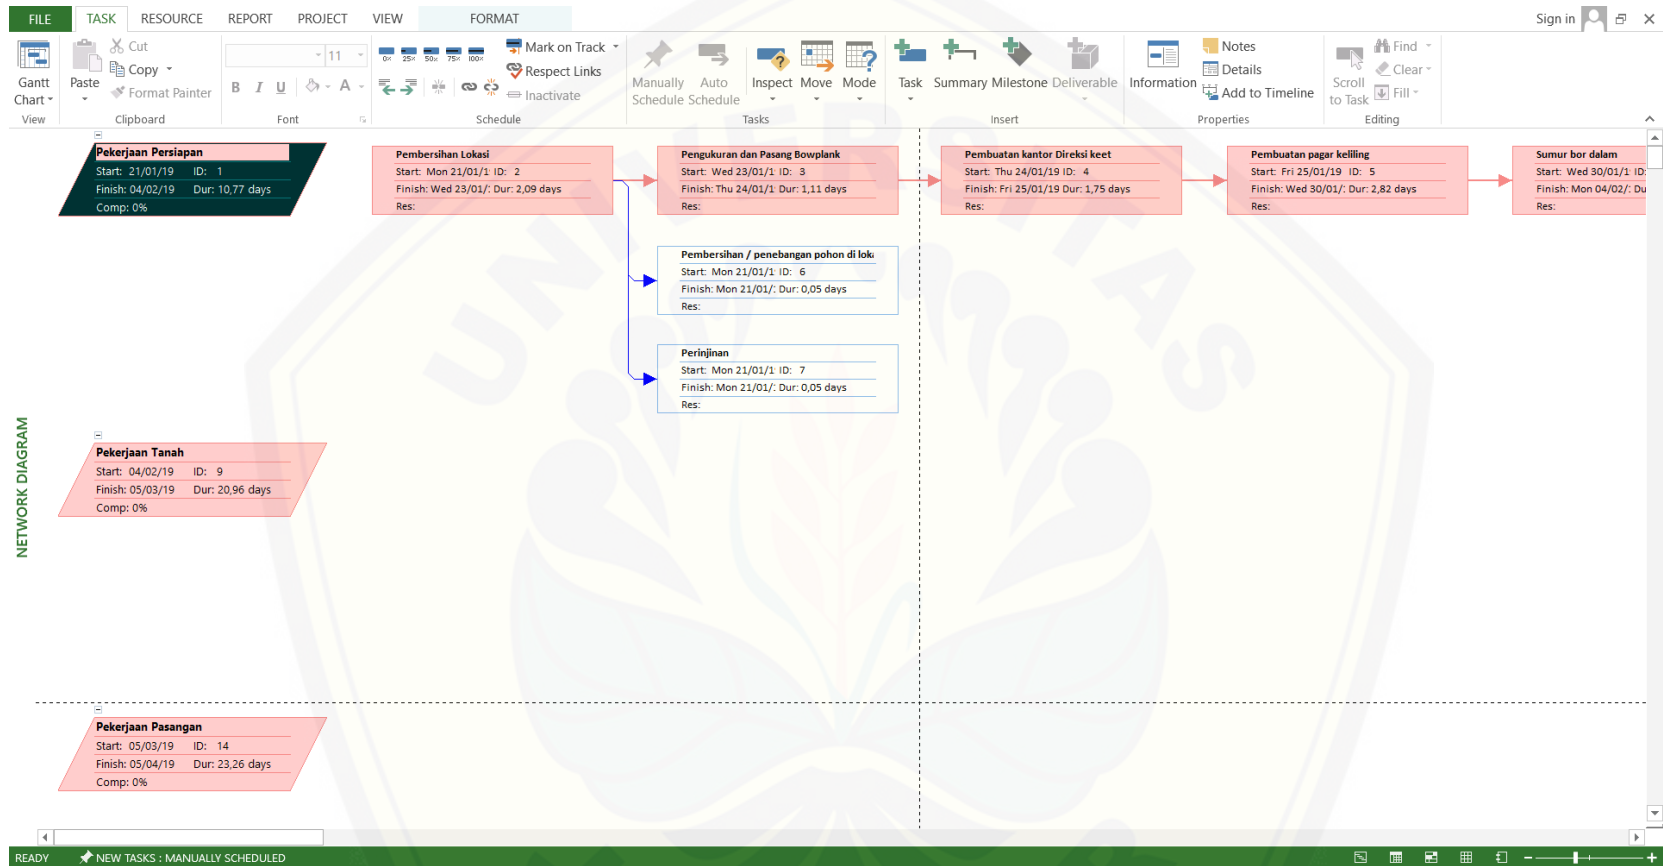 FILE TASK RESOURCE REPORT PROJECT VIEW FORMAT Sign in
Gantt Chart
View
Paste
Cut
Copy
Format Painter
Clipboard
11
B I U A
Font
0× 25× 50× 75× 100×
Mark on Track
Respect Links
Inactivate
Schedule
Manually Schedule
Auto Schedule
Inspect
Move
Mode
Tasks
Task
Summary
Milestone
Deliverable
Insert
Information
Notes
Details
Add to Timeline
Properties
Scroll to Task
Find
Clear
Fill
Editing
NETWORK DIAGRAM
UNIVERSITAS
Pekerjaan Persiapan
Start: 21/01/19 ID: 1
Finish: 04/02/19 Dur: 10,77 days
Comp: 0%
Pembersihan Lokasi
Start: Mon 21/01/1 ID: 2
Finish: Wed 23/01/: Dur: 2,09 days
Res:
Pengukuran dan Pasang Bowplank
Start: Wed 23/01/1 ID: 3
Finish: Thu 24/01/1 Dur: 1,11 days
Res:
Pembuatan kantor Direksi keet
Start: Thu 24/01/19 ID: 4
Finish: Fri 25/01/19 Dur: 1,75 days
Res:
Pembuatan pagar keliling
Start: Fri 25/01/19 ID: 5
Finish: Wed 30/01/: Dur: 2,82 days
Res:
Sumur bor dalam
Start: Wed 30/01/1 ID:
Finish: Mon 04/02/: Du
Res:
Pembersihan / penebangan pohon di loka
Start: Mon 21/01/1 ID: 6
Finish: Mon 21/01/: Dur: 0,05 days
Res:
Perinjinan
Start: Mon 21/01/1 ID: 7
Finish: Mon 21/01/: Dur: 0,05 days
Res:
Pekerjaan Tanah
Start: 04/02/19 ID: 9
Finish: 05/03/19 Dur: 20,96 days
Comp: 0%
Pekerjaan Pasangan
Start: 05/03/19 ID: 14
Finish: 05/04/19 Dur: 23,26 days
Comp: 0%
READY NEW TASKS : MANUALLY SCHEDULED